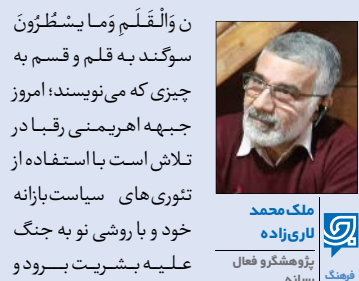 ن وَالْقَلَمِ وَمَا يَسْطُرُونَ
سوگند به قلم و قسم به
چیزی که می‌نویسند؛ امروز
جبهه اهریمنی رقبا در
تلاش است با استفاده از
تئوری‌های سیاست‌بازانه
خود و با روشی نو به جنگ
علیه بشریت برود و
ملک‌محمد
لاری‌زاده
پژوهشگر و فعال
فرهنگ